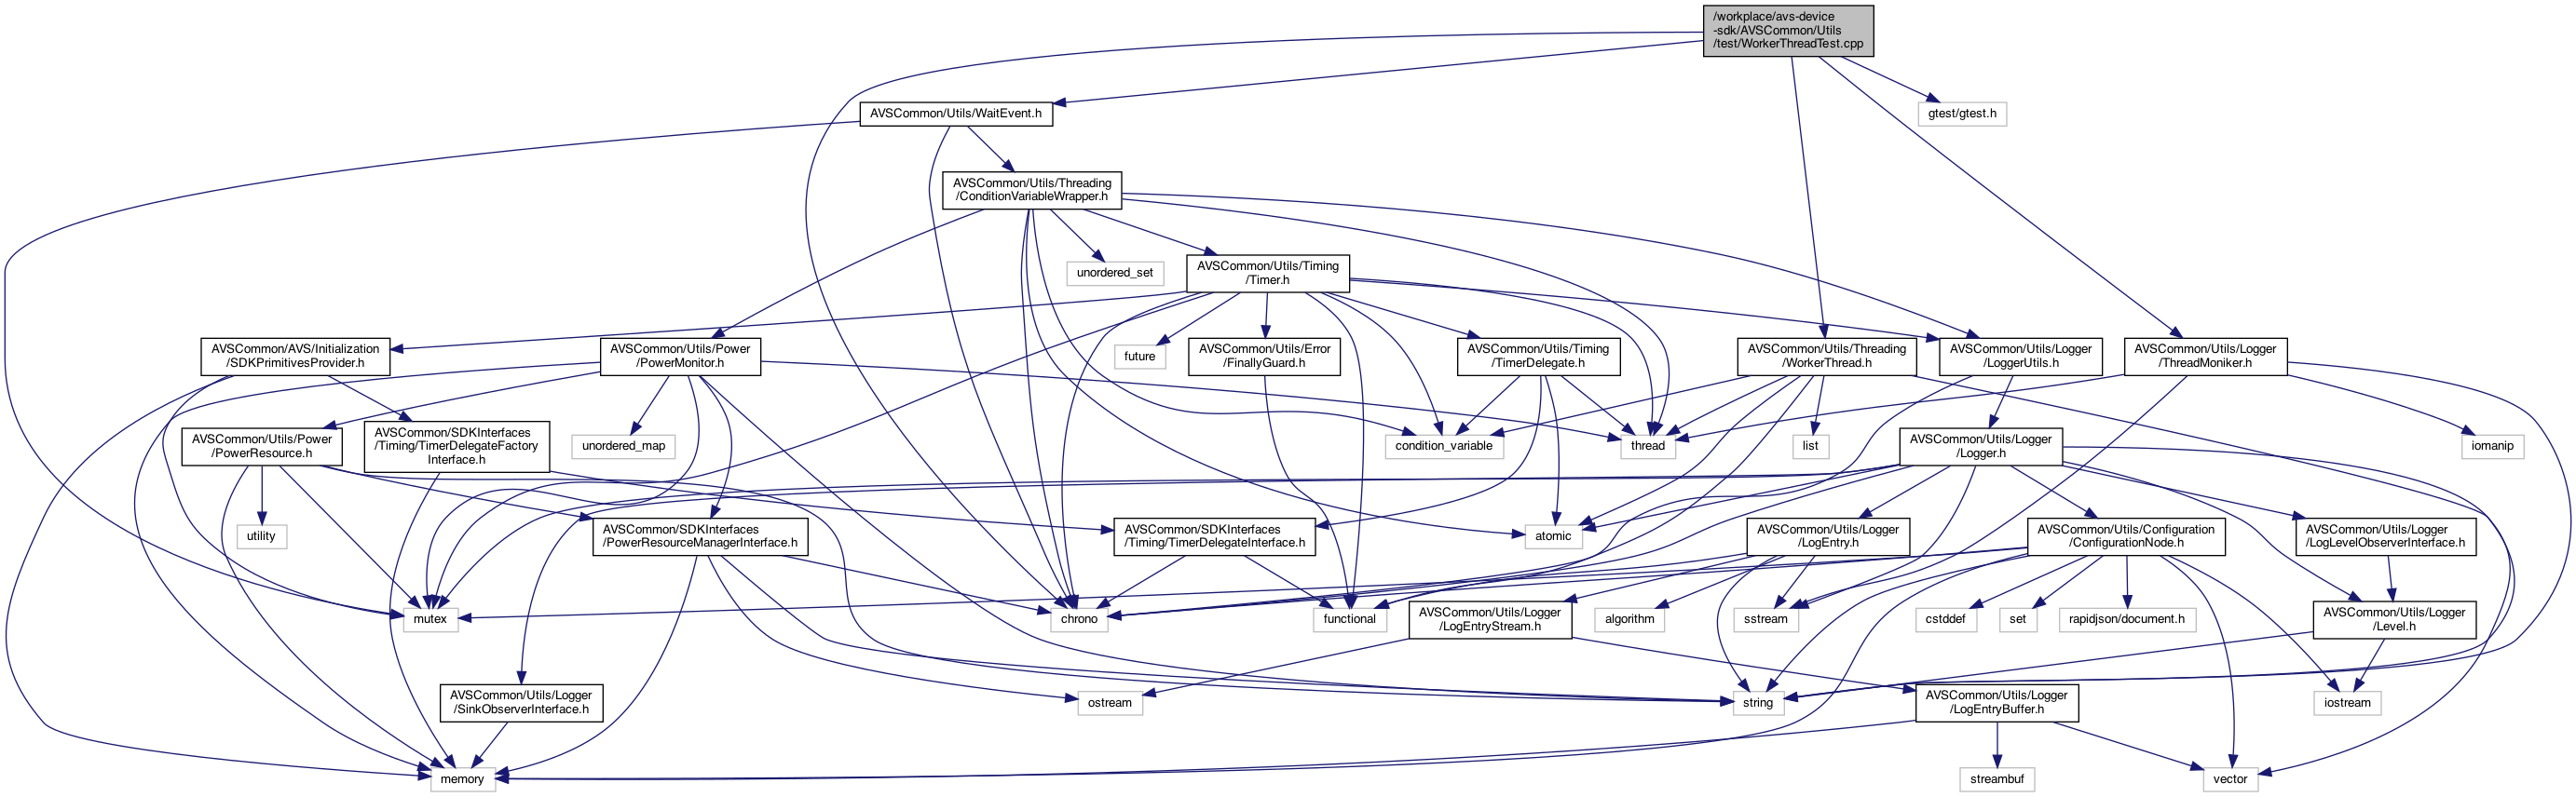 /workplace/avs-device
-sdk/AVSCommon/Utils
/test/WorkerThreadTest.cpp
AVSCommon/Utils/WaitEvent.h
gtest/gtest.h
AVSCommon/Utils/Threading
/ConditionVariableWrapper.h
unordered_set
AVSCommon/Utils/Timing
/Timer.h
AVSCommon/AVS/Initialization
/SDKPrimitivesProvider.h
AVSCommon/Utils/Power
/PowerMonitor.h
future
AVSCommon/Utils/Error
/FinallyGuard.h
AVSCommon/Utils/Timing
/TimerDelegate.h
AVSCommon/Utils/Threading
/WorkerThread.h
AVSCommon/Utils/Logger
/LoggerUtils.h
AVSCommon/Utils/Logger
/ThreadMoniker.h
AVSCommon/Utils/Power
/PowerResource.h
AVSCommon/SDKInterfaces
/Timing/TimerDelegateFactory
Interface.h
unordered_map
condition_variable
thread
list
AVSCommon/Utils/Logger
/Logger.h
iomanip
utility
AVSCommon/SDKInterfaces
/PowerResourceManagerInterface.h
AVSCommon/SDKInterfaces
/Timing/TimerDelegateInterface.h
atomic
AVSCommon/Utils/Logger
/LogEntry.h
AVSCommon/Utils/Configuration
/ConfigurationNode.h
AVSCommon/Utils/Logger
/LogLevelObserverInterface.h
mutex
chrono
functional
algorithm
AVSCommon/Utils/Logger
/LogEntryStream.h
sstream
cstddef
set
rapidjson/document.h
AVSCommon/Utils/Logger
/Level.h
AVSCommon/Utils/Logger
/SinkObserverInterface.h
ostream
string
AVSCommon/Utils/Logger
/LogEntryBuffer.h
iostream
memory
streambuf
vector